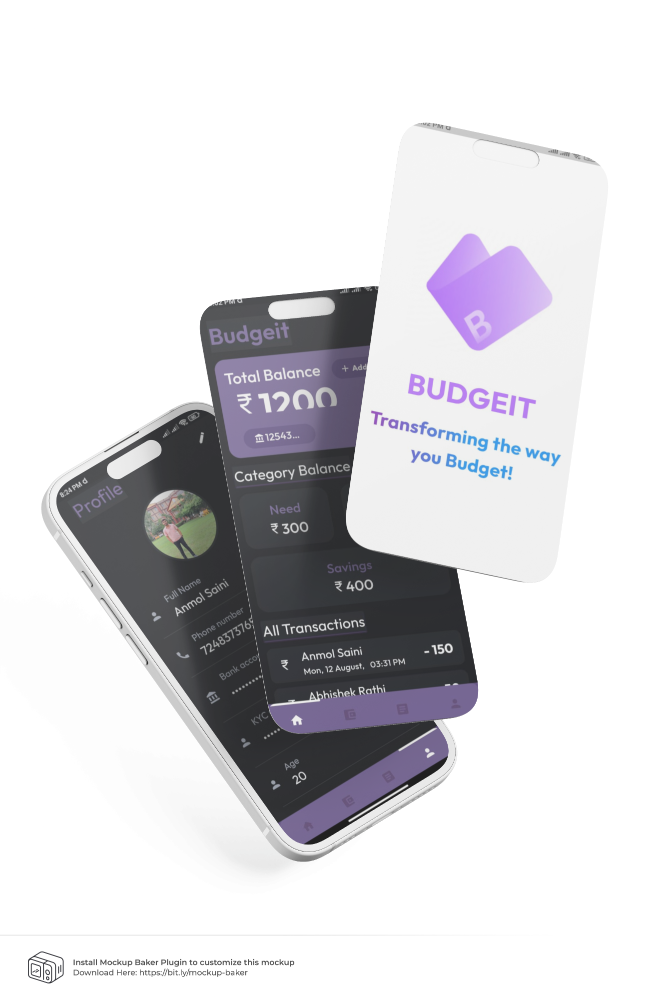 BUDGEIT
Transforming the way
you Budget!
Budgeit
Total Balance
+ Add
₹ 1200
12543...
Category Balance
Need
₹ 300
Savings
₹ 400
All Transactions
₹
Anmol Saini
Mon, 12 August, 03:31 PM
- 150
Abhishek Rathi
8:24 PM
Profile
Full Name
Anmol Saini
Phone number
72483737
Bank acco
KYC
Age
20
B
Install Mockup Baker Plugin to customize this mockup
Download Here: https://bit.ly/mockup-baker